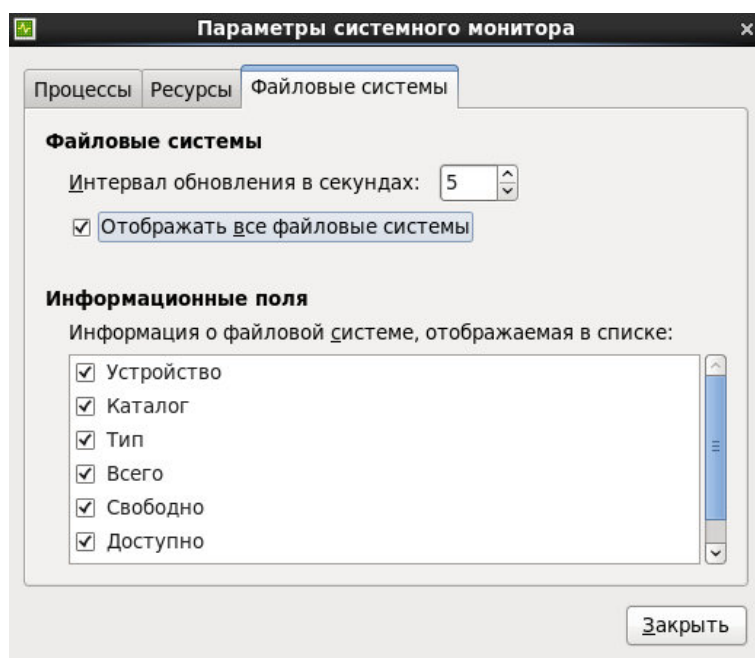 Параметры системного монитора
Процессы Ресурсы Файловые системы
Файловые системы
Интервал обновления в секундах: 5
Отображать все файловые системы
Информационные поля
Информация о файловой системе, отображаемая в списке:
Устройство
Каталог
Тип
Всего
Свободно
Доступно
Закрыть